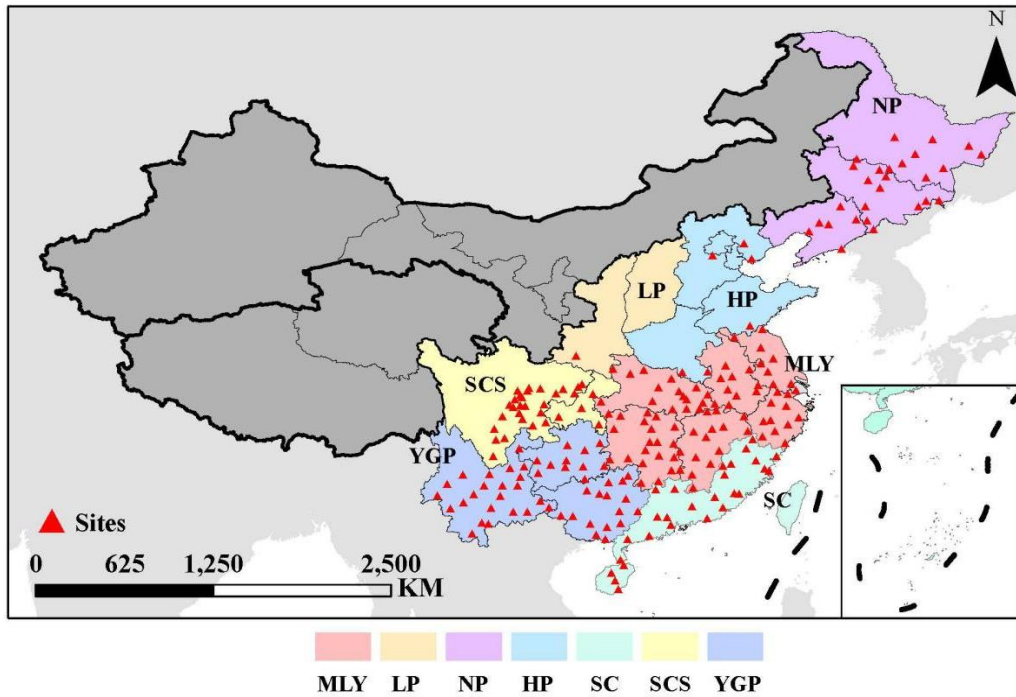 N
NP
LP
HP
SCS
MLY
YGP
SC
Sites
0 625 1,250 2,500
KM
MLY LP NP HP SC SCS YGP